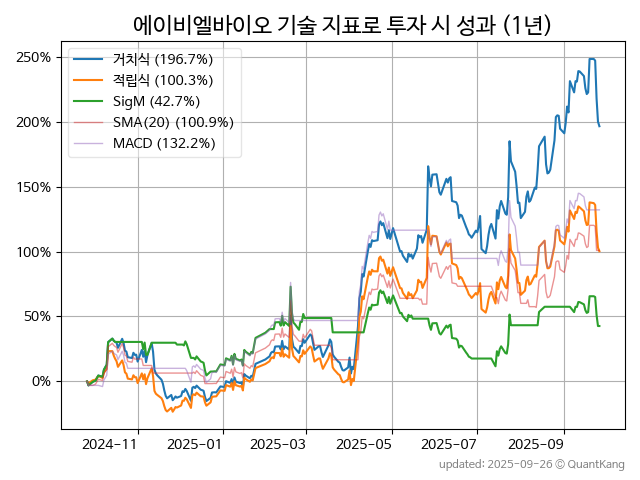 에이비엘바이오 기술 지표로 투자 시 성과 (1년)
거치식 (196.7%)
적립식 (100.3%)
SigM (42.7%)
SMA(20) (100.9%)
MACD (132.2%)
250%
200%
150%
100%
50%
0%
2024-11 2025-01 2025-03 2025-05 2025-07 2025-09
updated: 2025-09-26 © QuantKang